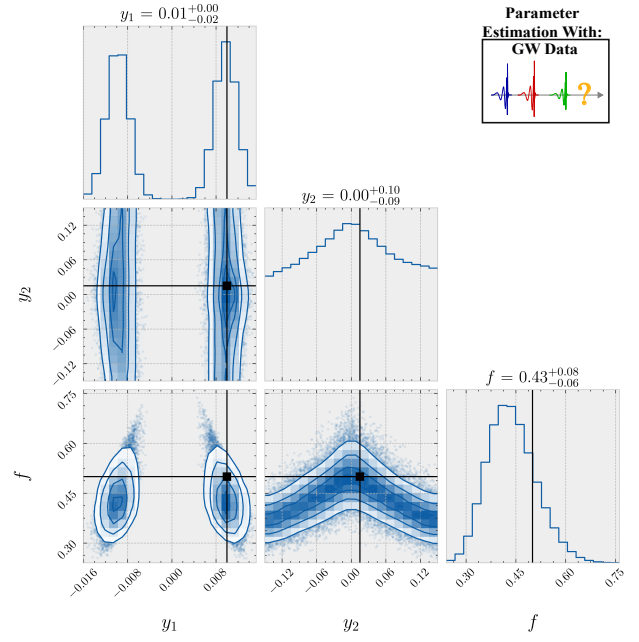 y₁ = 0.01⁺⁰·⁰⁰₋₀.₀₂
Parameter
Estimation With:
GW Data
?
y₂ = 0.00⁺⁰·¹⁰₋₀.₀₉
0.12
0.06
0.00
−0.06
−0.12
y₂
f = 0.43⁺⁰·⁰⁸₋₀.₀₆
0.75
0.60
0.45
0.30
f
−0.016 −0.008 0.000 0.008
−0.12 −0.06 0.00 0.06 0.12
0.30 0.45 0.60 0.75
y₁ y₂ f